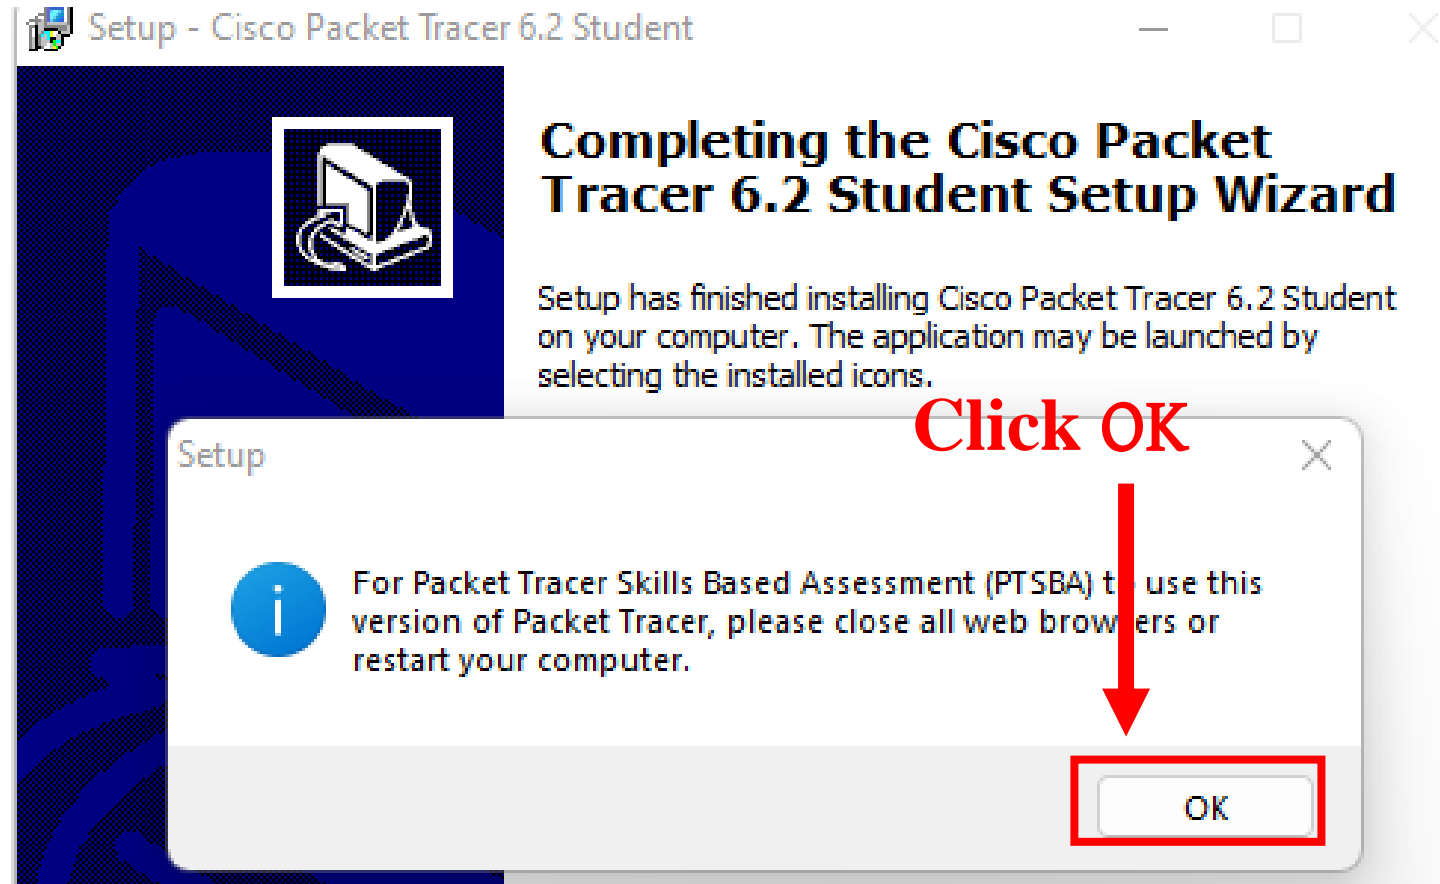 Setup - Cisco Packet Tracer 6.2 Student
Completing the Cisco Packet
Tracer 6.2 Student Setup Wizard
Setup has finished installing Cisco Packet Tracer 6.2 Student
on your computer. The application may be launched by
selecting the installed icons.
Click OK
Setup
For Packet Tracer Skills Based Assessment (PTSBA) to use this
version of Packet Tracer, please close all web browsers or
restart your computer.
OK